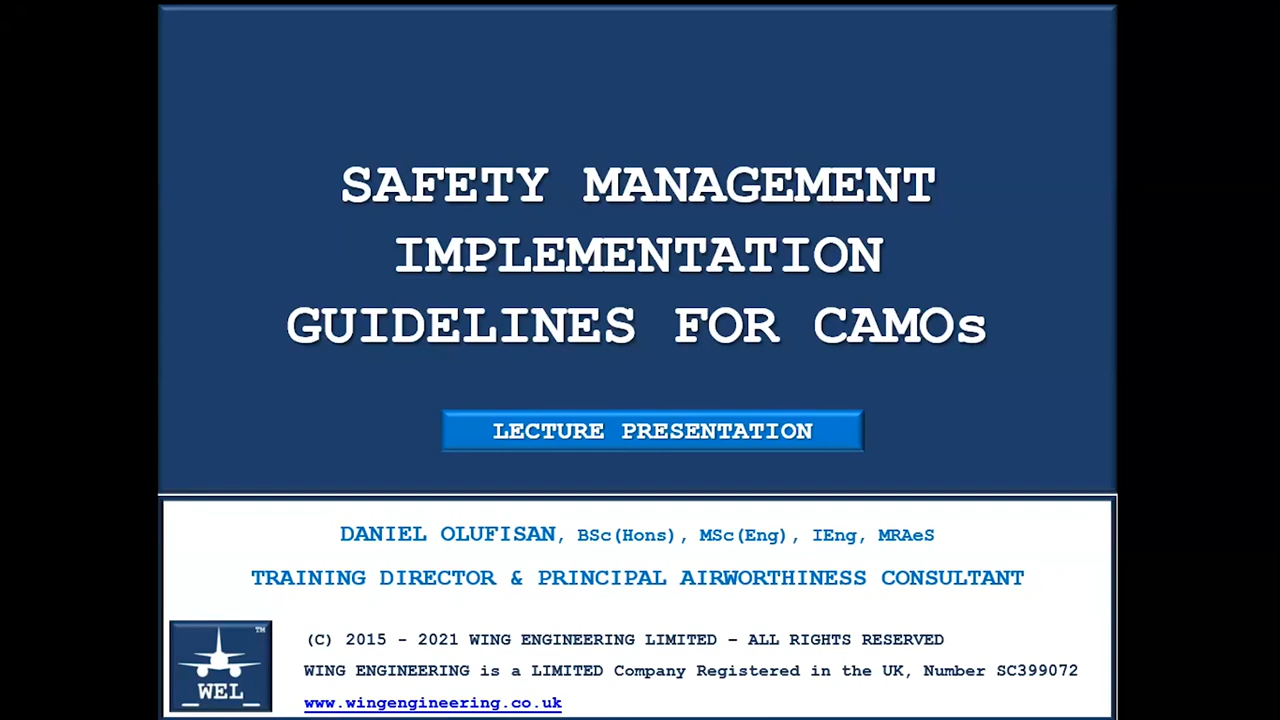 SAFETY MANAGEMENT
IMPLEMENTATION
GUIDELINES FOR CAMOs
LECTURE PRESENTATION
DANIEL OLUFISAN, BSc(Hons), MSc(Eng), IEng, MRAeS
TRAINING DIRECTOR & PRINCIPAL AIRWORTHINESS CONSULTANT
TM
WEL
(C) 2015 - 2021 WING ENGINEERING LIMITED – ALL RIGHTS RESERVED
WING ENGINEERING is a LIMITED Company Registered in the UK, Number SC399072
www.wingengineering.co.uk